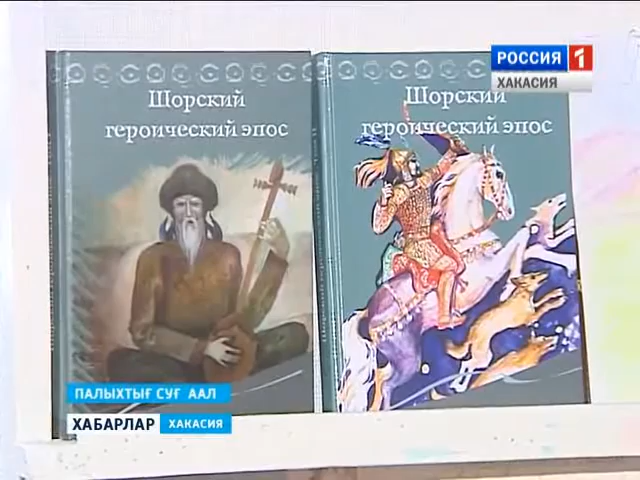 РОССИЯ 1
ХАКАСИЯ
Шорский
героический эпос
Шорский
героический эпос
ПАЛЫХТЫҒ СУҒ ААЛ
ХАБАРЛАР ХАКАСИЯ